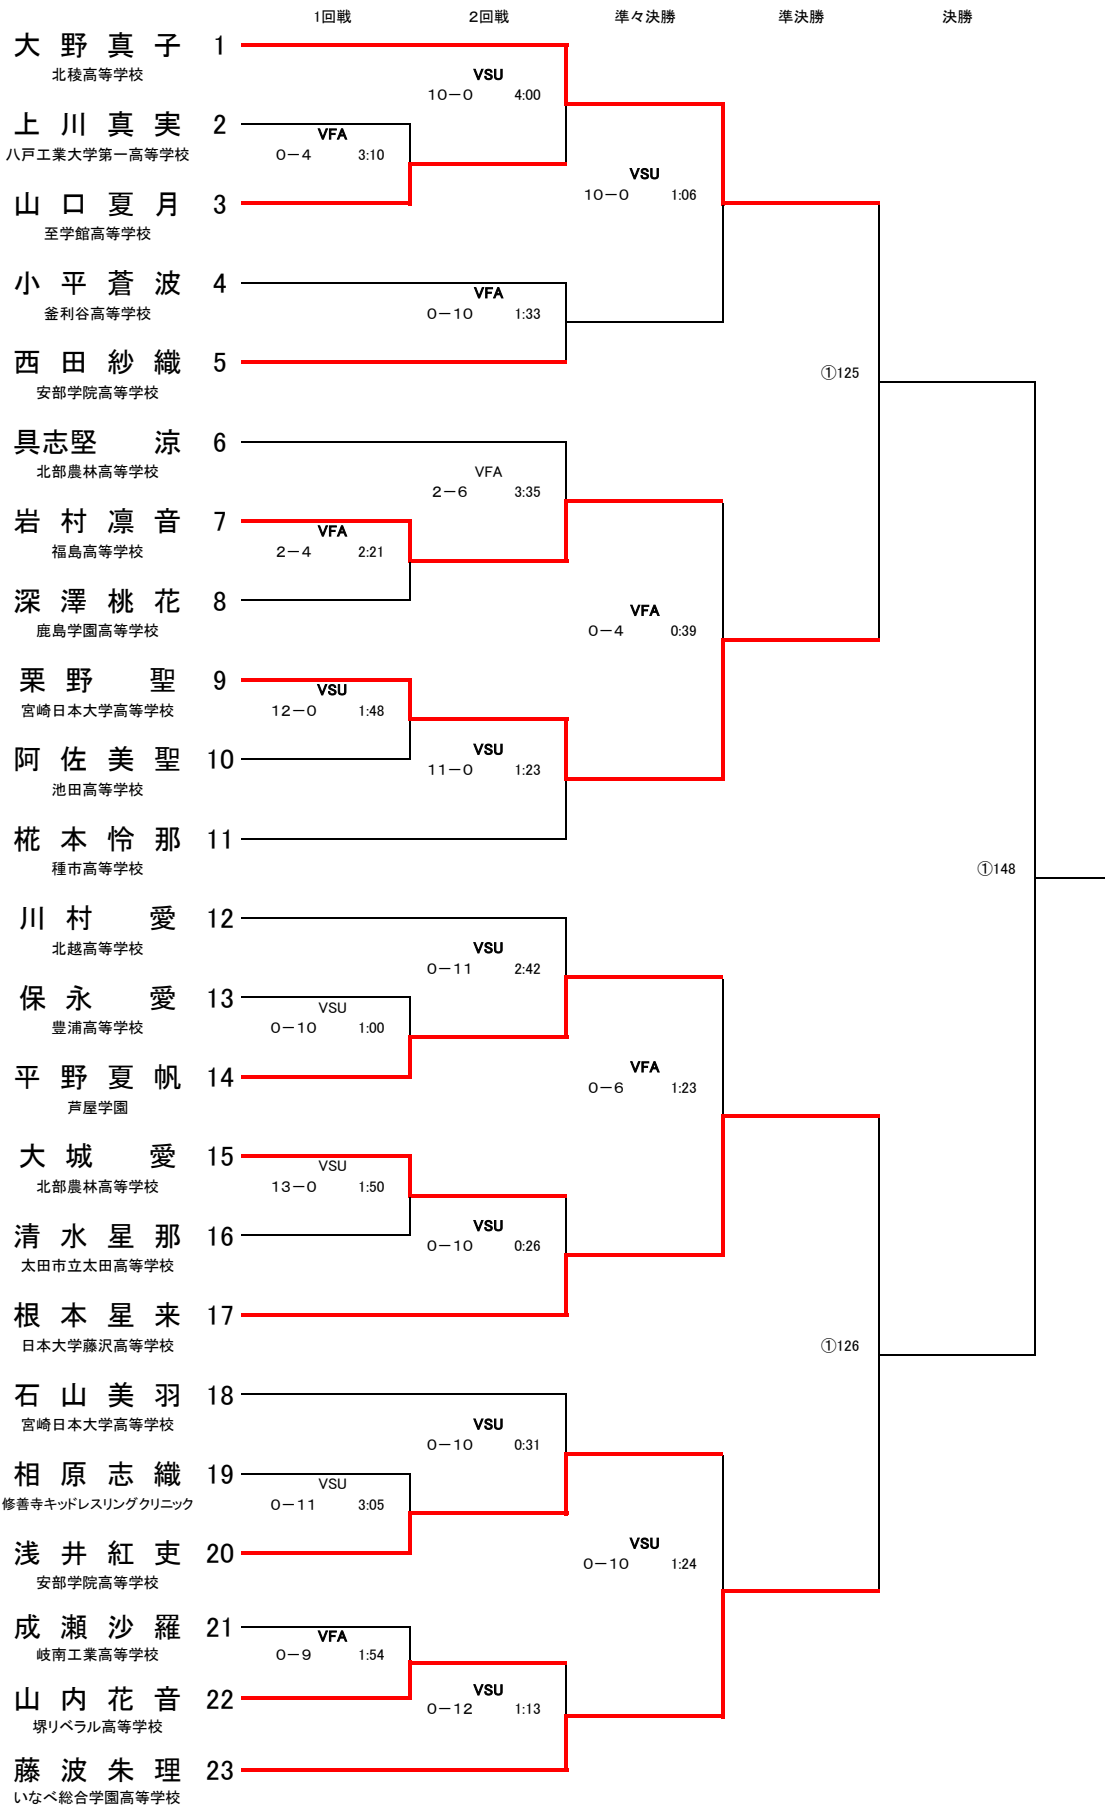 1回戦 2回戦 準々決勝 準決勝 決勝
大野真子 1
北稜高等学校
VSU
10－0 4:00
上川真実 2
八戸工業大学第一高等学校
VFA
0－4 3:10
山口夏月 3
至学館高等学校
VSU
10－0 1:06
小平蒼波 4
釜利谷高等学校
VFA
0－10 1:33
西田紗織 5
安部学院高等学校
①125
具志堅 涼 6
北部農林高等学校
VFA
2－6 3:35
岩村凛音 7
福島高等学校
VFA
2－4 2:21
深澤桃花 8
鹿島学園高等学校
VFA
0－4 0:39
栗野 聖 9
宮崎日本大学高等学校
VSU
12－0 1:48
阿佐美聖 10
池田高等学校
VSU
11－0 1:23
椛本怜那 11
種市高等学校
①148
川村 愛 12
北越高等学校
VSU
0－11 2:42
保永 愛 13
豊浦高等学校
VSU
0－10 1:00
平野夏帆 14
芦屋学園
VFA
0－6 1:23
大城 愛 15
北部農林高等学校
VSU
13－0 1:50
清水星那 16
太田市立太田高等学校
VSU
0－10 0:26
根本星来 17
日本大学藤沢高等学校
①126
石山美羽 18
宮崎日本大学高等学校
VSU
0－10 0:31
相原志織 19
修善寺キッドレスリングクリニック
VSU
0－11 3:05
浅井紅吏 20
安部学院高等学校
VSU
0－10 1:24
成瀬沙羅 21
岐南工業高等学校
VFA
0－9 1:54
山内花音 22
堺リベラル高等学校
VSU
0－12 1:13
藤波朱理 23
いなべ総合学園高等学校